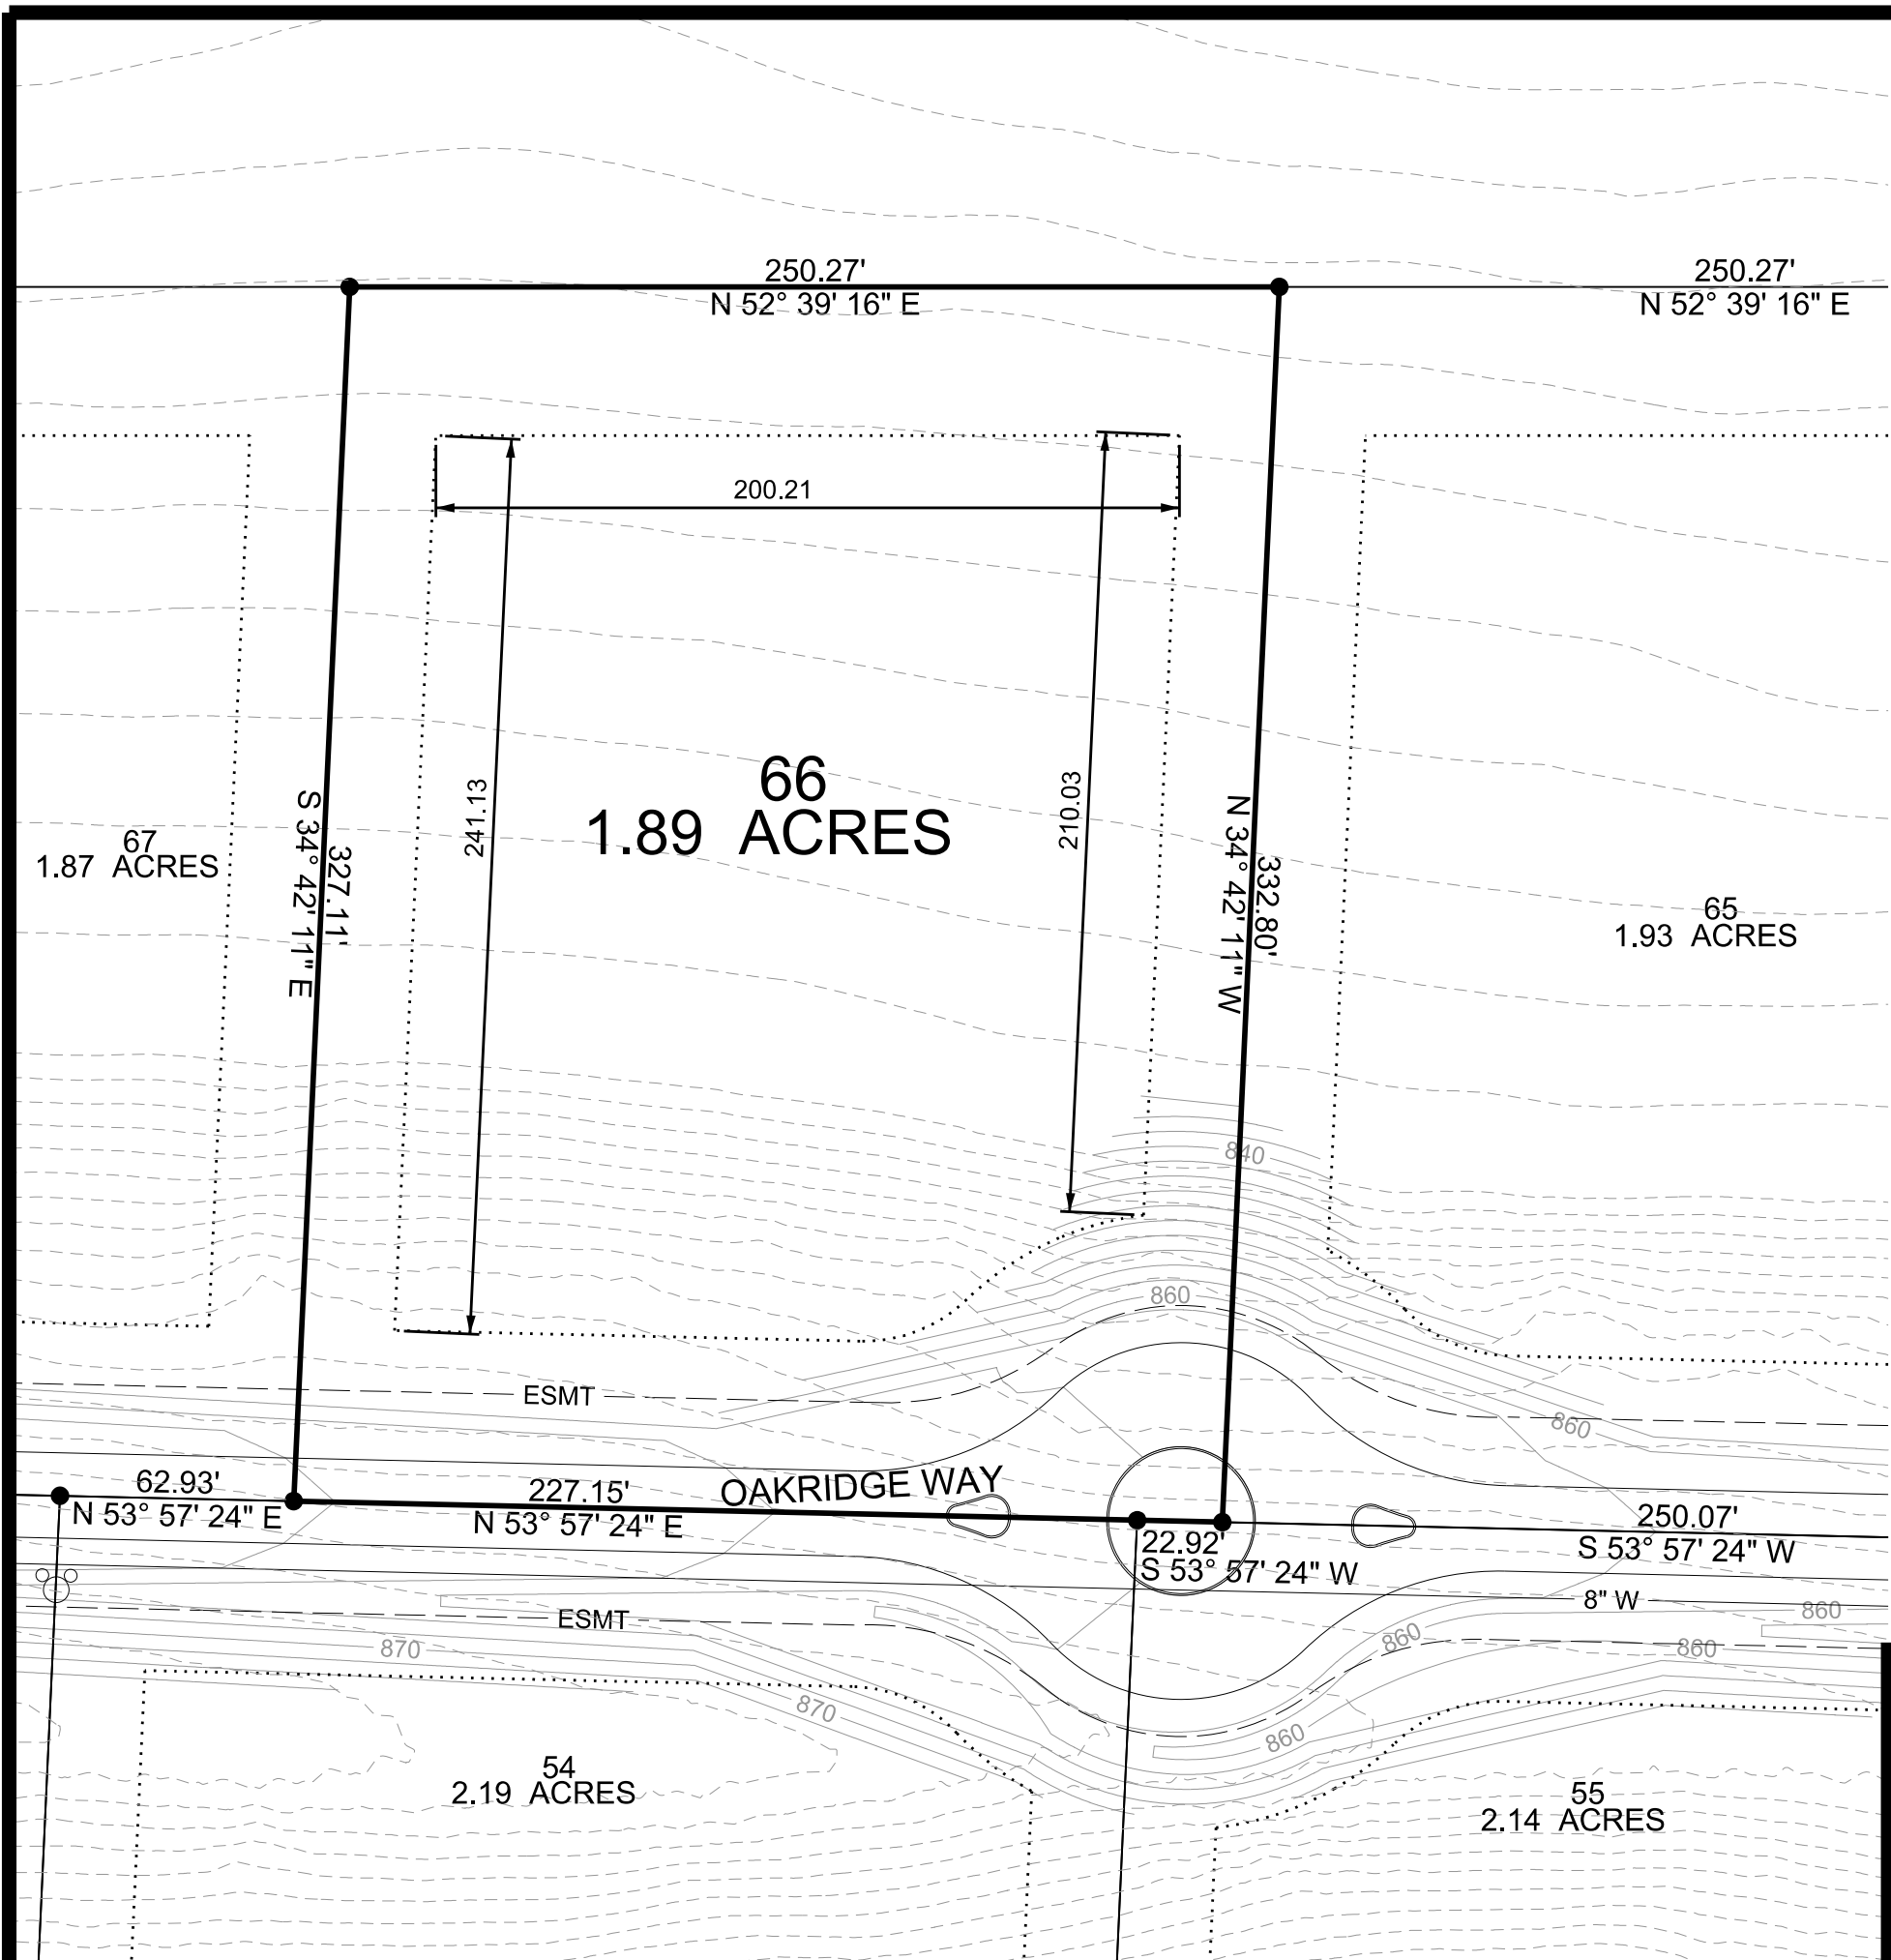 250.27'
N 52° 39' 16" E
250.27'
N 52° 39' 16" E
200.21
241.13
210.03
66
1.89 ACRES
S 34° 42' 11" E
327.11'
N 34° 42' 11" W
332.80'
67
1.87 ACRES
65
1.93 ACRES
840
860
ESMT
860
62.93'
N 53° 57' 24" E
227.15'
N 53° 57' 24" E
OAKRIDGE WAY
22.92'
S 53° 57' 24" W
250.07'
S 53° 57' 24" W
8" W
ESMT
860
860
860
870
870
860
54
2.19 ACRES
55
2.14 ACRES